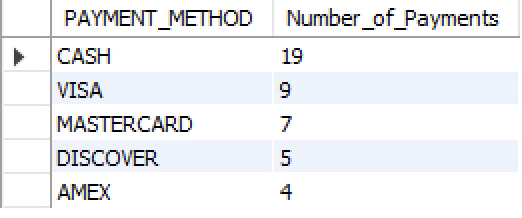 PAYMENT_METHOD Number_of_Payments
CASH 19
VISA 9
MASTERCARD 7
DISCOVER 5
AMEX 4